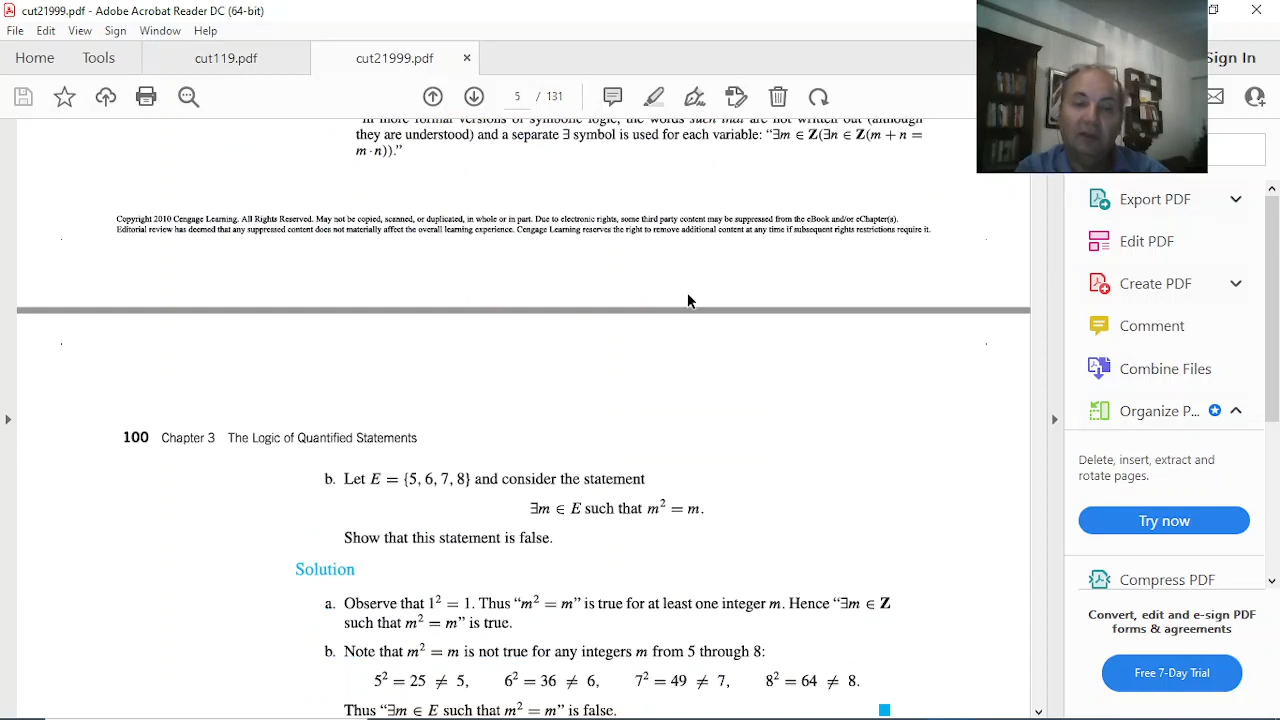 cut21999.pdf - Adobe Acrobat Reader DC (64-bit)
File Edit View Sign Window Help
Home Tools cut119.pdf cut21999.pdf × Sign In
5 / 131
In more formal versions of symbolic logic, the words such that are not written out (although
they are understood) and a separate ∃ symbol is used for each variable: “∃m ∈ Z(∃n ∈ Z(m + n =
m · n)).”
Copyright 2010 Cengage Learning. All Rights Reserved. May not be copied, scanned, or duplicated, in whole or in part. Due to electronic rights, some third party content may be suppressed from the eBook and/or eChapter(s).
Editorial review has deemed that any suppressed content does not materially affect the overall learning experience. Cengage Learning reserves the right to remove additional content at any time if subsequent rights restrictions require it.
100 Chapter 3 The Logic of Quantified Statements
b. Let E = {5, 6, 7, 8} and consider the statement
∃m ∈ E such that m² = m.
Show that this statement is false.
Solution
a. Observe that 1² = 1. Thus “m² = m” is true for at least one integer m. Hence “∃m ∈ Z
such that m² = m” is true.
b. Note that m² = m is not true for any integers m from 5 through 8:
5² = 25 ≠ 5, 6² = 36 ≠ 6, 7² = 49 ≠ 7, 8² = 64 ≠ 8.
Thus “∃m ∈ E such that m² = m” is false.
Export PDF
Edit PDF
Create PDF
Comment
Combine Files
Organize P...
Delete, insert, extract and
rotate pages.
Try now
Compress PDF
Convert, edit and e-sign PDF
forms & agreements
Free 7-Day Trial